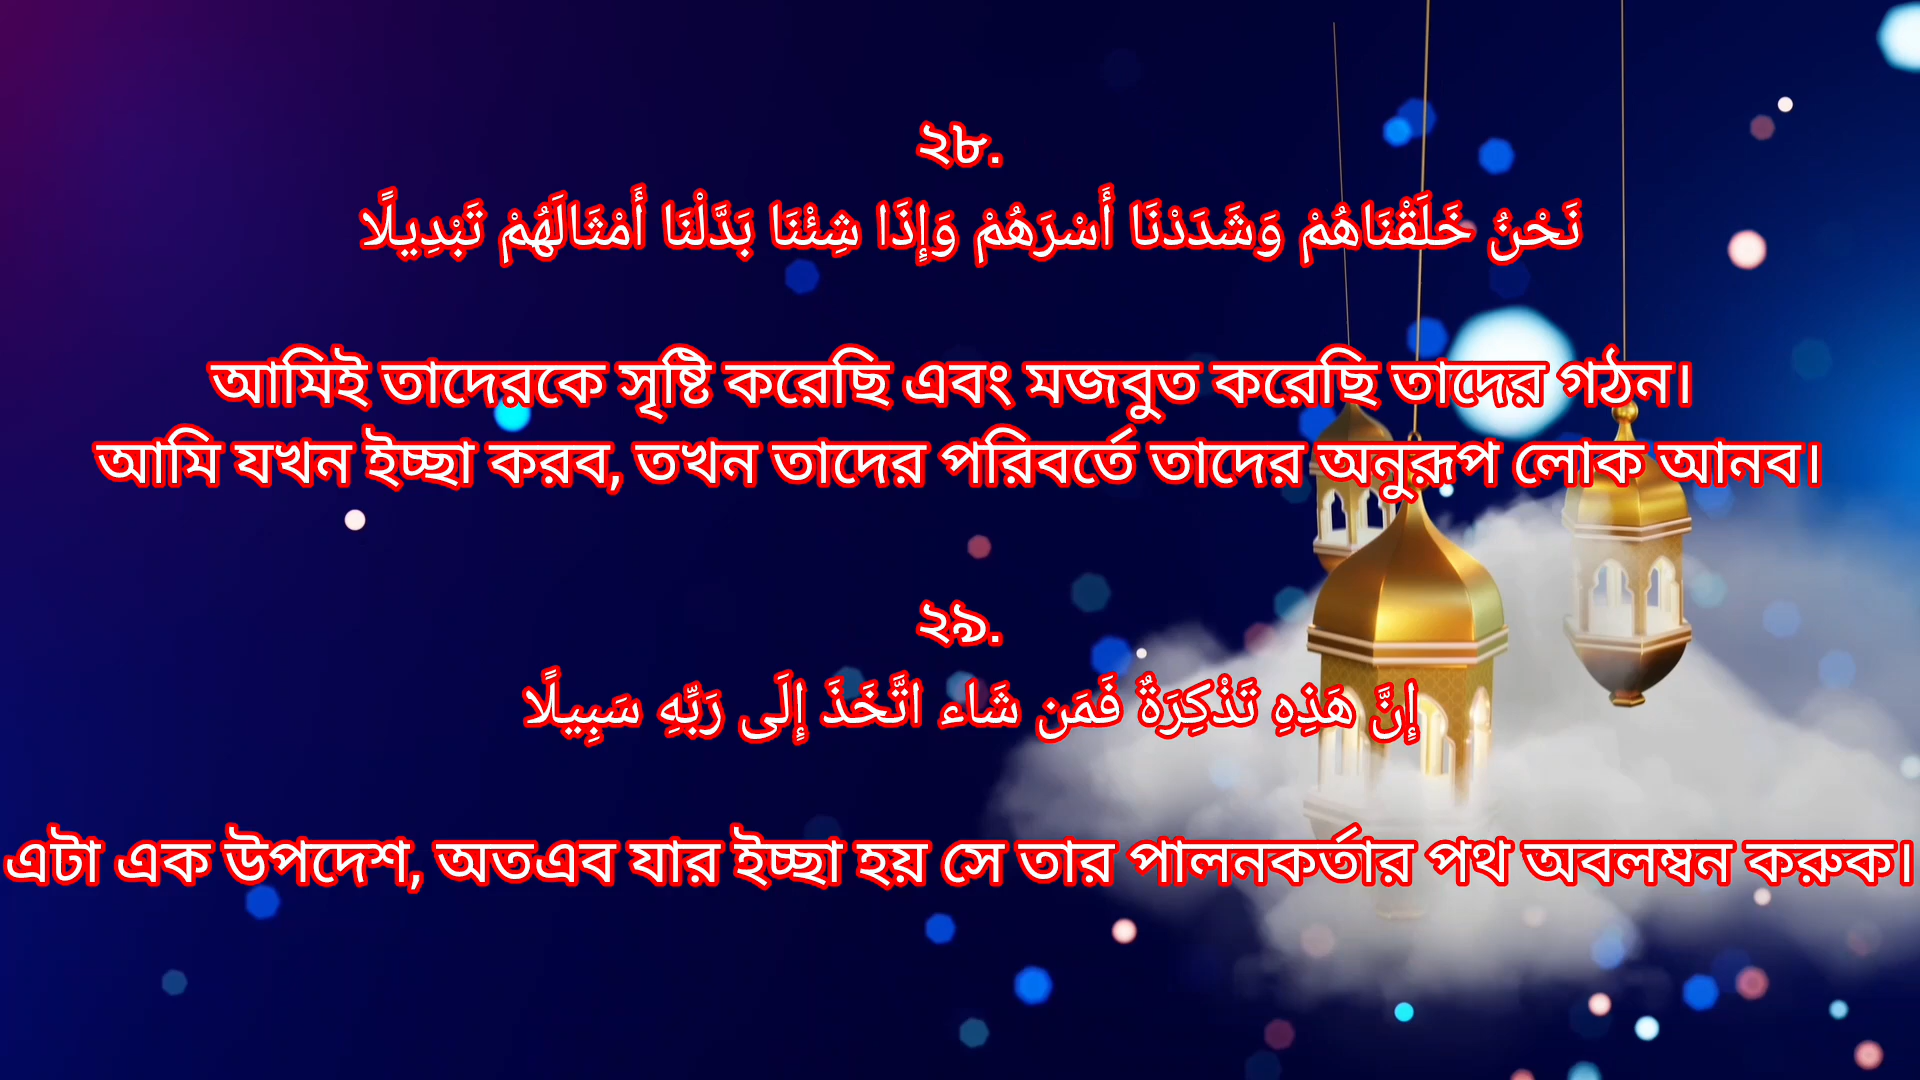 ২৮.
نَحْنُ خَلَقْنَاهُمْ وَشَدَدْنَا أَسْرَهُمْ وَإِذَا شِئْنَا بَدَّلْنَا أَمْثَالَهُمْ تَبْدِيلًا
আমিই তাদেরকে সৃষ্টি করেছি এবং মজবুত করেছি তাদের গঠন।
আমি যখন ইচ্ছা করব, তখন তাদের পরিবর্তে তাদের অনুরূপ লোক আনব।
২৯.
إِنَّ هَذِهِ تَذْكِرَةٌ فَمَن شَاء اتَّخَذَ إِلَى رَبِّهِ سَبِيلًا
এটা এক উপদেশ, অতএব যার ইচ্ছা হয় সে তার পালনকর্তার পথ অবলম্বন করুক।